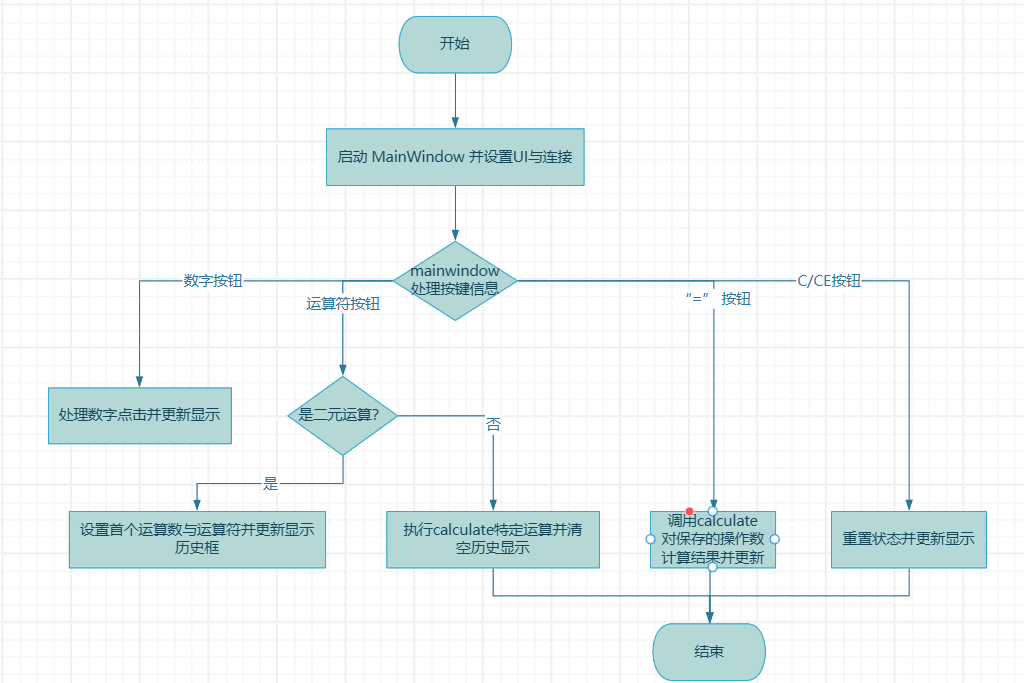 开始
启动 MainWindow 并设置UI与连接
mainwindow
处理按键信息
数字按钮
运算符按钮
“=” 按钮
C/CE按钮
处理数字点击并更新显示
是二元运算?
否
是
设置首个运算数与运算符并更新显示
历史框
执行calculate特定运算并清
空历史显示
调用calculate
对保存的操作数
计算结果并更新
重置状态并更新显示
结束